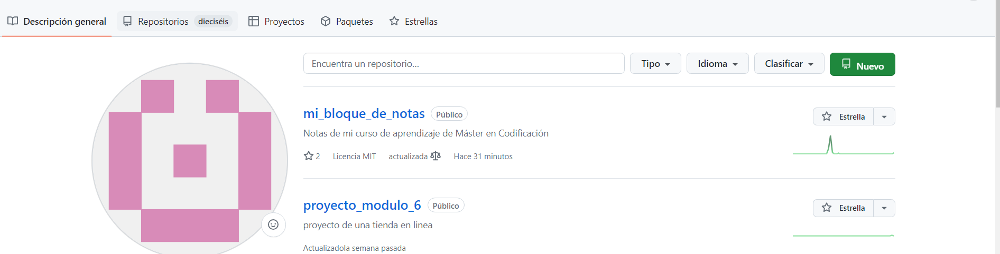 Descripción general Repositorios dieciséis Proyectos Paquetes Estrellas
Encuentra un repositorio... Tipo Idioma Clasificar Nuevo
mi_bloque_de_notas Público Estrella
Notas de mi curso de aprendizaje de Máster en Codificación
2 Licencia MIT actualizada Hace 31 minutos
proyecto_modulo_6 Público Estrella
proyecto de una tienda en linea
Actualizadola semana pasada